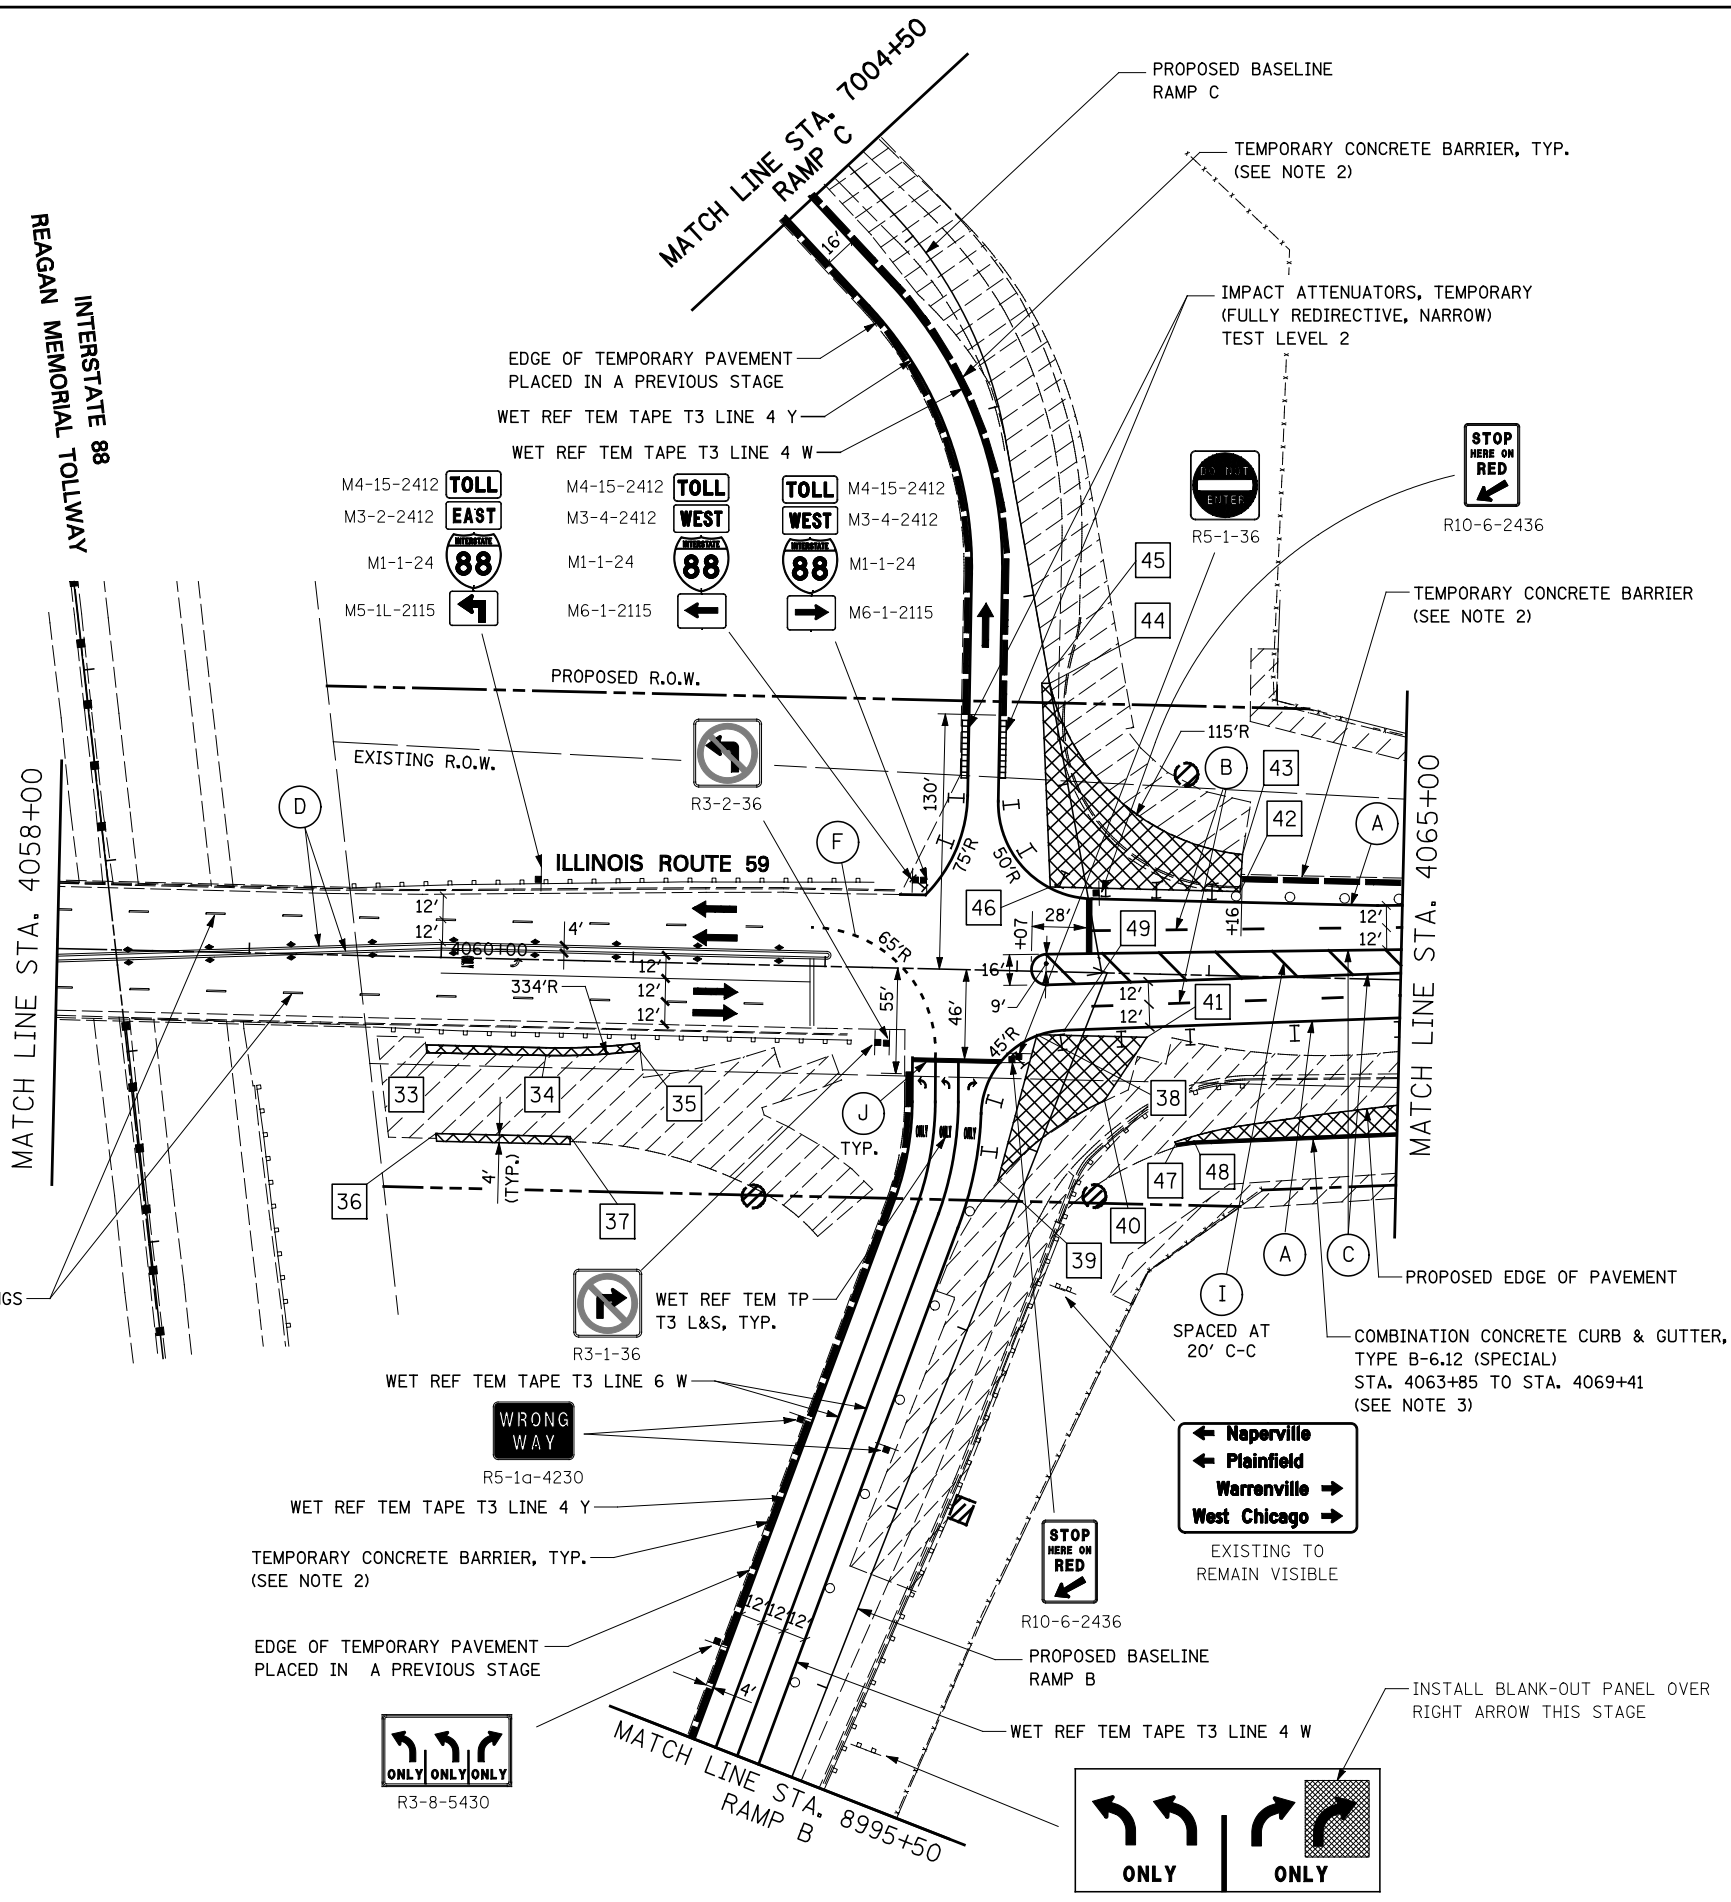 MATCH LINE STA. 7004+50
RAMP C
PROPOSED BASELINE
RAMP C
TEMPORARY CONCRETE BARRIER, TYP.
(SEE NOTE 2)
16'
IMPACT ATTENUATORS, TEMPORARY
(FULLY REDIRECTIVE, NARROW)
TEST LEVEL 2
INTERSTATE 88
REAGAN MEMORIAL TOLLWAY
EDGE OF TEMPORARY PAVEMENT
PLACED IN A PREVIOUS STAGE
WET REF TEM TAPE T3 LINE 4 Y
WET REF TEM TAPE T3 LINE 4 W
M4-15-2412 TOLL
M3-2-2412 EAST
M1-1-24 INTERSTATE 88
M5-1L-2115
M4-15-2412 TOLL
M3-4-2412 WEST
M1-1-24 INTERSTATE 88
M6-1-2115
TOLL M4-15-2412
WEST M3-4-2412
INTERSTATE 88 M1-1-24
M6-1-2115
DO NOT
ENTER
R5-1-36
STOP
HERE ON
RED
R10-6-2436
45
44
TEMPORARY CONCRETE BARRIER
(SEE NOTE 2)
PROPOSED R.O.W.
EXISTING R.O.W.
R3-2-36
115'R
B
43
42
A
130'
D
F
ILLINOIS ROUTE 59
75'R
50'R
MATCH LINE STA. 4058+00
MATCH LINE STA. 4065+00
12'
12'
4'
4060+00
334'R
12'
12'
12'
65'R
55'
46'
46
+07
28'
16'
9'
45'R
49
+16
12'
12'
12'
12'
41
33
34
35
J
TYP.
38
ONLY
ONLY
ONLY
36
4'
(TYP.)
37
47
48
40
39
A
C
I
SPACED AT
20' C-C
PROPOSED EDGE OF PAVEMENT
COMBINATION CONCRETE CURB & GUTTER,
TYPE B-6.12 (SPECIAL)
STA. 4063+85 TO STA. 4069+41
(SEE NOTE 3)
GS
R3-1-36
WET REF TEM TP
T3 L&S, TYP.
WET REF TEM TAPE T3 LINE 6 W
WRONG
WAY
R5-1a-4230
WET REF TEM TAPE T3 LINE 4 Y
TEMPORARY CONCRETE BARRIER, TYP.
(SEE NOTE 2)
EDGE OF TEMPORARY PAVEMENT
PLACED IN A PREVIOUS STAGE
12'
12'
12'
4'
ONLY ONLY ONLY
R3-8-5430
Naperville
Plainfield
Warrenville
West Chicago
EXISTING TO
REMAIN VISIBLE
STOP
HERE ON
RED
R10-6-2436
PROPOSED BASELINE
RAMP B
WET REF TEM TAPE T3 LINE 4 W
MATCH LINE STA. 8995+50
RAMP B
INSTALL BLANK-OUT PANEL OVER
RIGHT ARROW THIS STAGE
ONLY
ONLY